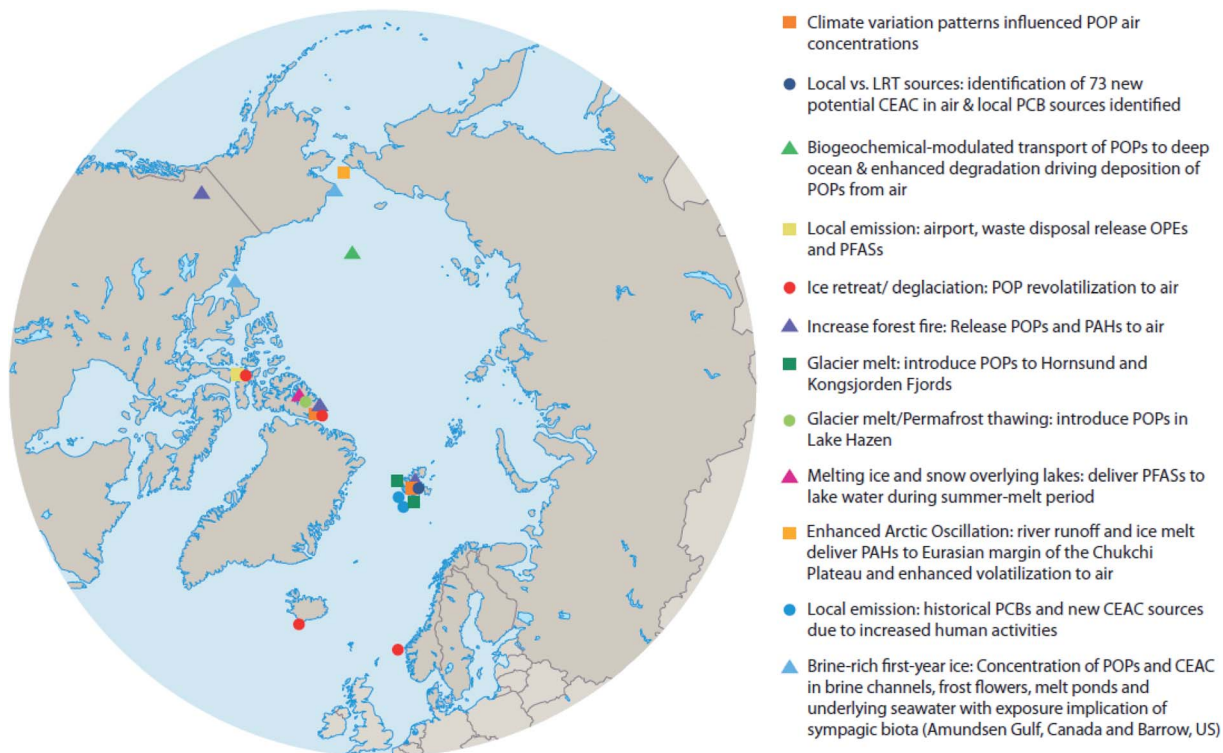 Climate variation patterns influenced POP air
concentrations
Local vs. LRT sources: identification of 73 new
potential CEAC in air & local PCB sources identified
Biogeochemical-modulated transport of POPs to deep
ocean & enhanced degradation driving deposition of
POPs from air
Local emission: airport, waste disposal release OPEs
and PFASs
Ice retreat/ deglaciation: POP revolatilization to air
Increase forest fire: Release POPs and PAHs to air
Glacier melt: introduce POPs to Hornsund and
Kongsjorden Fjords
Glacier melt/Permafrost thawing: introduce POPs in
Lake Hazen
Melting ice and snow overlying lakes: deliver PFASs to
lake water during summer-melt period
Enhanced Arctic Oscillation: river runoff and ice melt
deliver PAHs to Eurasian margin of the Chukchi
Plateau and enhanced volatilization to air
Local emission: historical PCBs and new CEAC sources
due to increased human activities
Brine-rich first-year ice: Concentration of POPs and CEAC
in brine channels, frost flowers, melt ponds and
underlying seawater with exposure implication of
sympagic biota (Amundsen Gulf, Canada and Barrow, US)